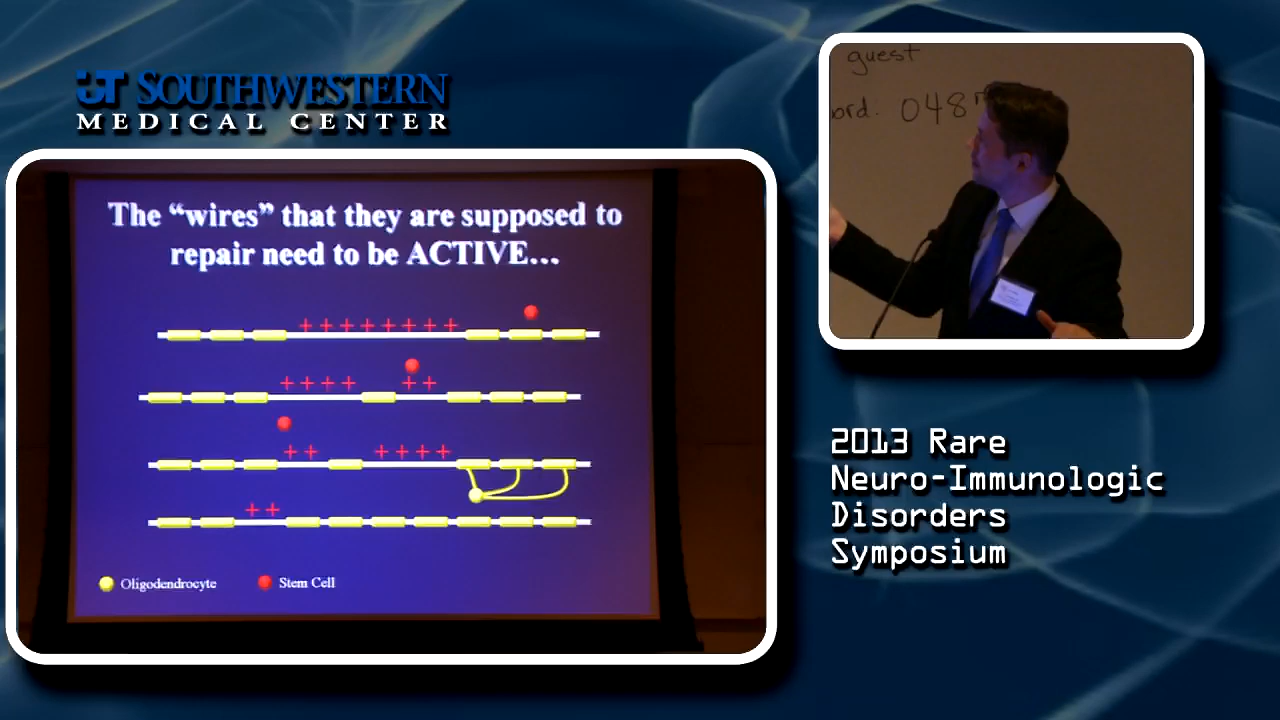 UT SOUTHWESTERN
MEDICAL CENTER
The “wires” that they are supposed to
repair need to be ACTIVE...
+ + + + + + + +
+ + + + + +
+ + + + + +
+ +
Oligodendrocyte Stem Cell
guest
048
2013 Rare
Neuro-Immunologic
Disorders
Symposium